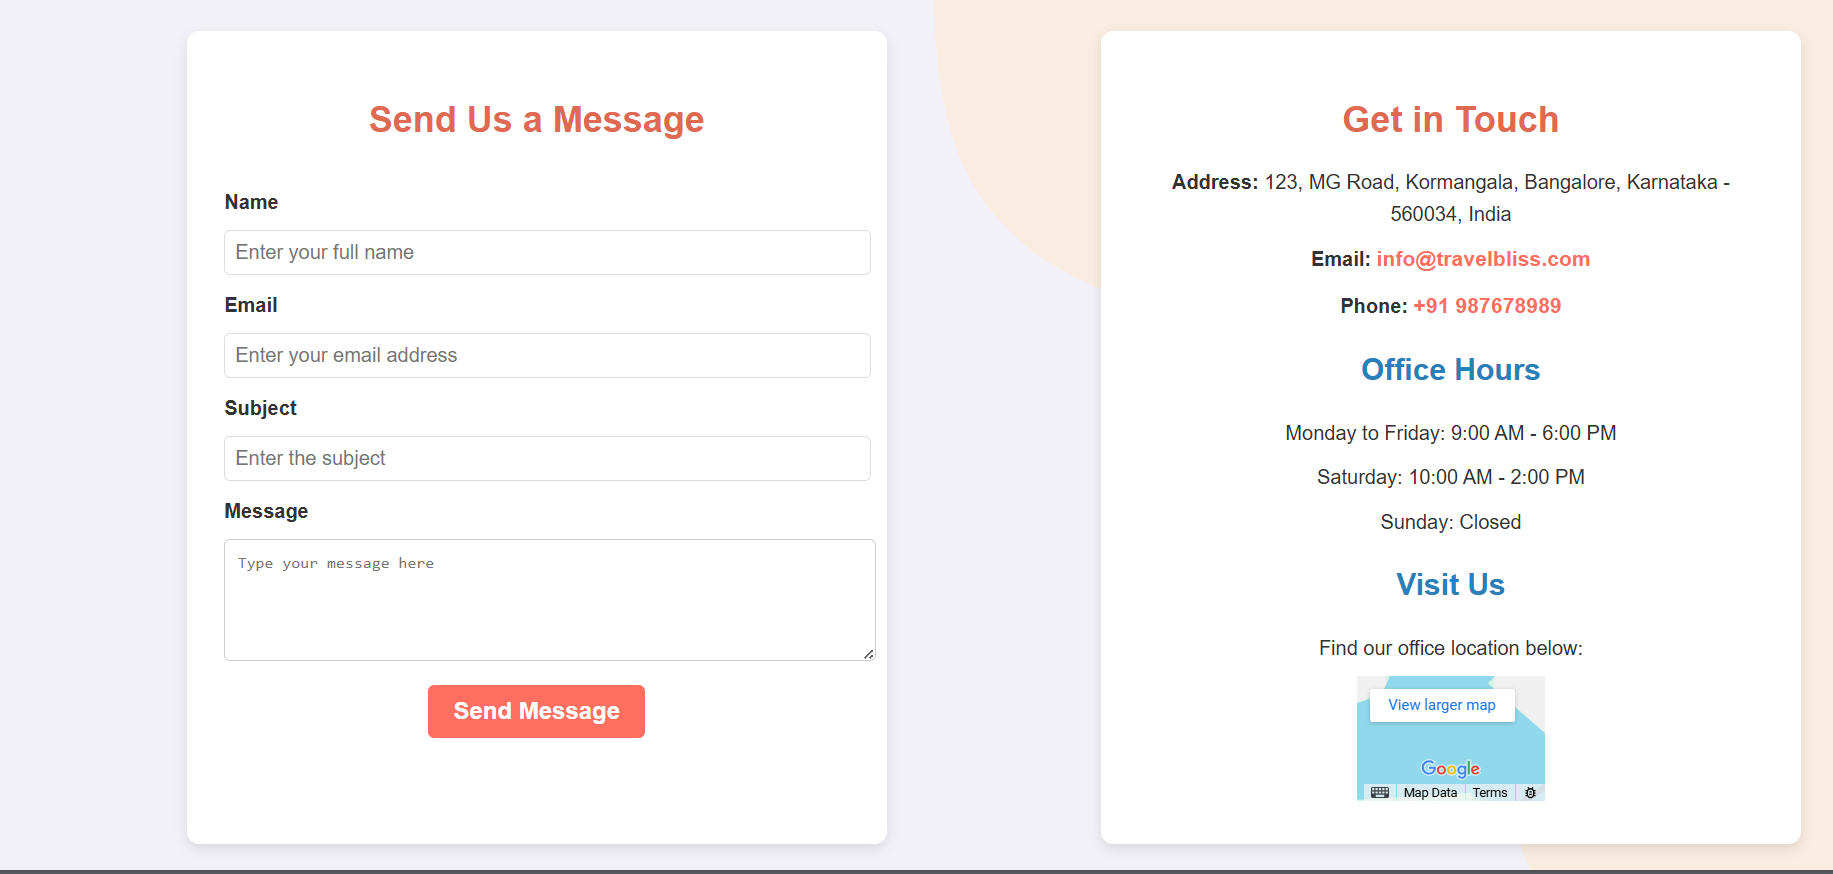 Send Us a Message
Name
Enter your full name
Email
Enter your email address
Subject
Enter the subject
Message
Type your message here
Send Message
Get in Touch
Address: 123, MG Road, Kormangala, Bangalore, Karnataka -
560034, India
Email: info@travelbliss.com
Phone: +91 987678989
Office Hours
Monday to Friday: 9:00 AM - 6:00 PM
Saturday: 10:00 AM - 2:00 PM
Sunday: Closed
Visit Us
Find our office location below:
View larger map
Google
Map Data
Terms